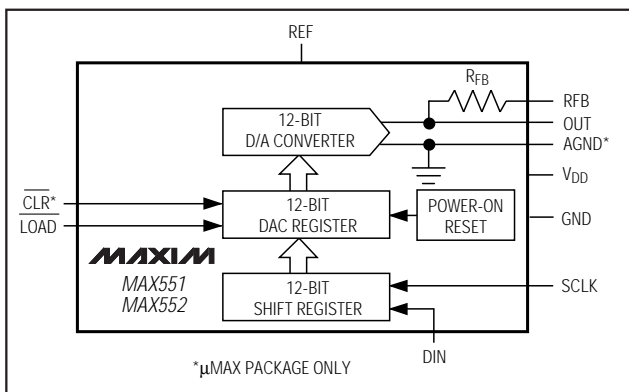 REF
R_FB
RFB
12-BIT
D/A CONVERTER
OUT
AGND*
V_DD
CLR*
LOAD
12-BIT
DAC REGISTER
POWER-ON
RESET
GND
MAXIM
MAX551
MAX552
12-BIT
SHIFT REGISTER
SCLK
DIN
*µMAX PACKAGE ONLY